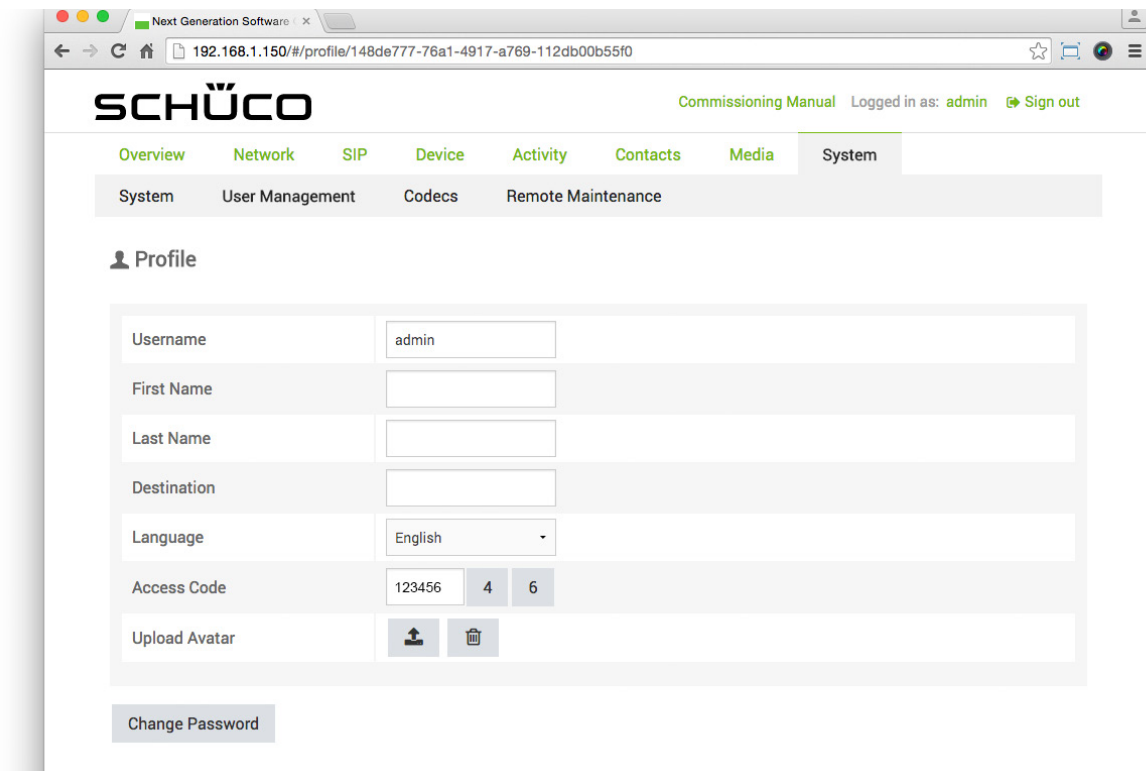 Next Generation Software
192.168.1.150/#/profile/148de777-76a1-4917-a769-112db00b55f0
SCHÜCO
Commissioning Manual Logged in as: admin Sign out
Overview Network SIP Device Activity Contacts Media System
System User Management Codecs Remote Maintenance
Profile
Username admin
First Name
Last Name
Destination
Language English
Access Code 123456 4 6
Upload Avatar
Change Password